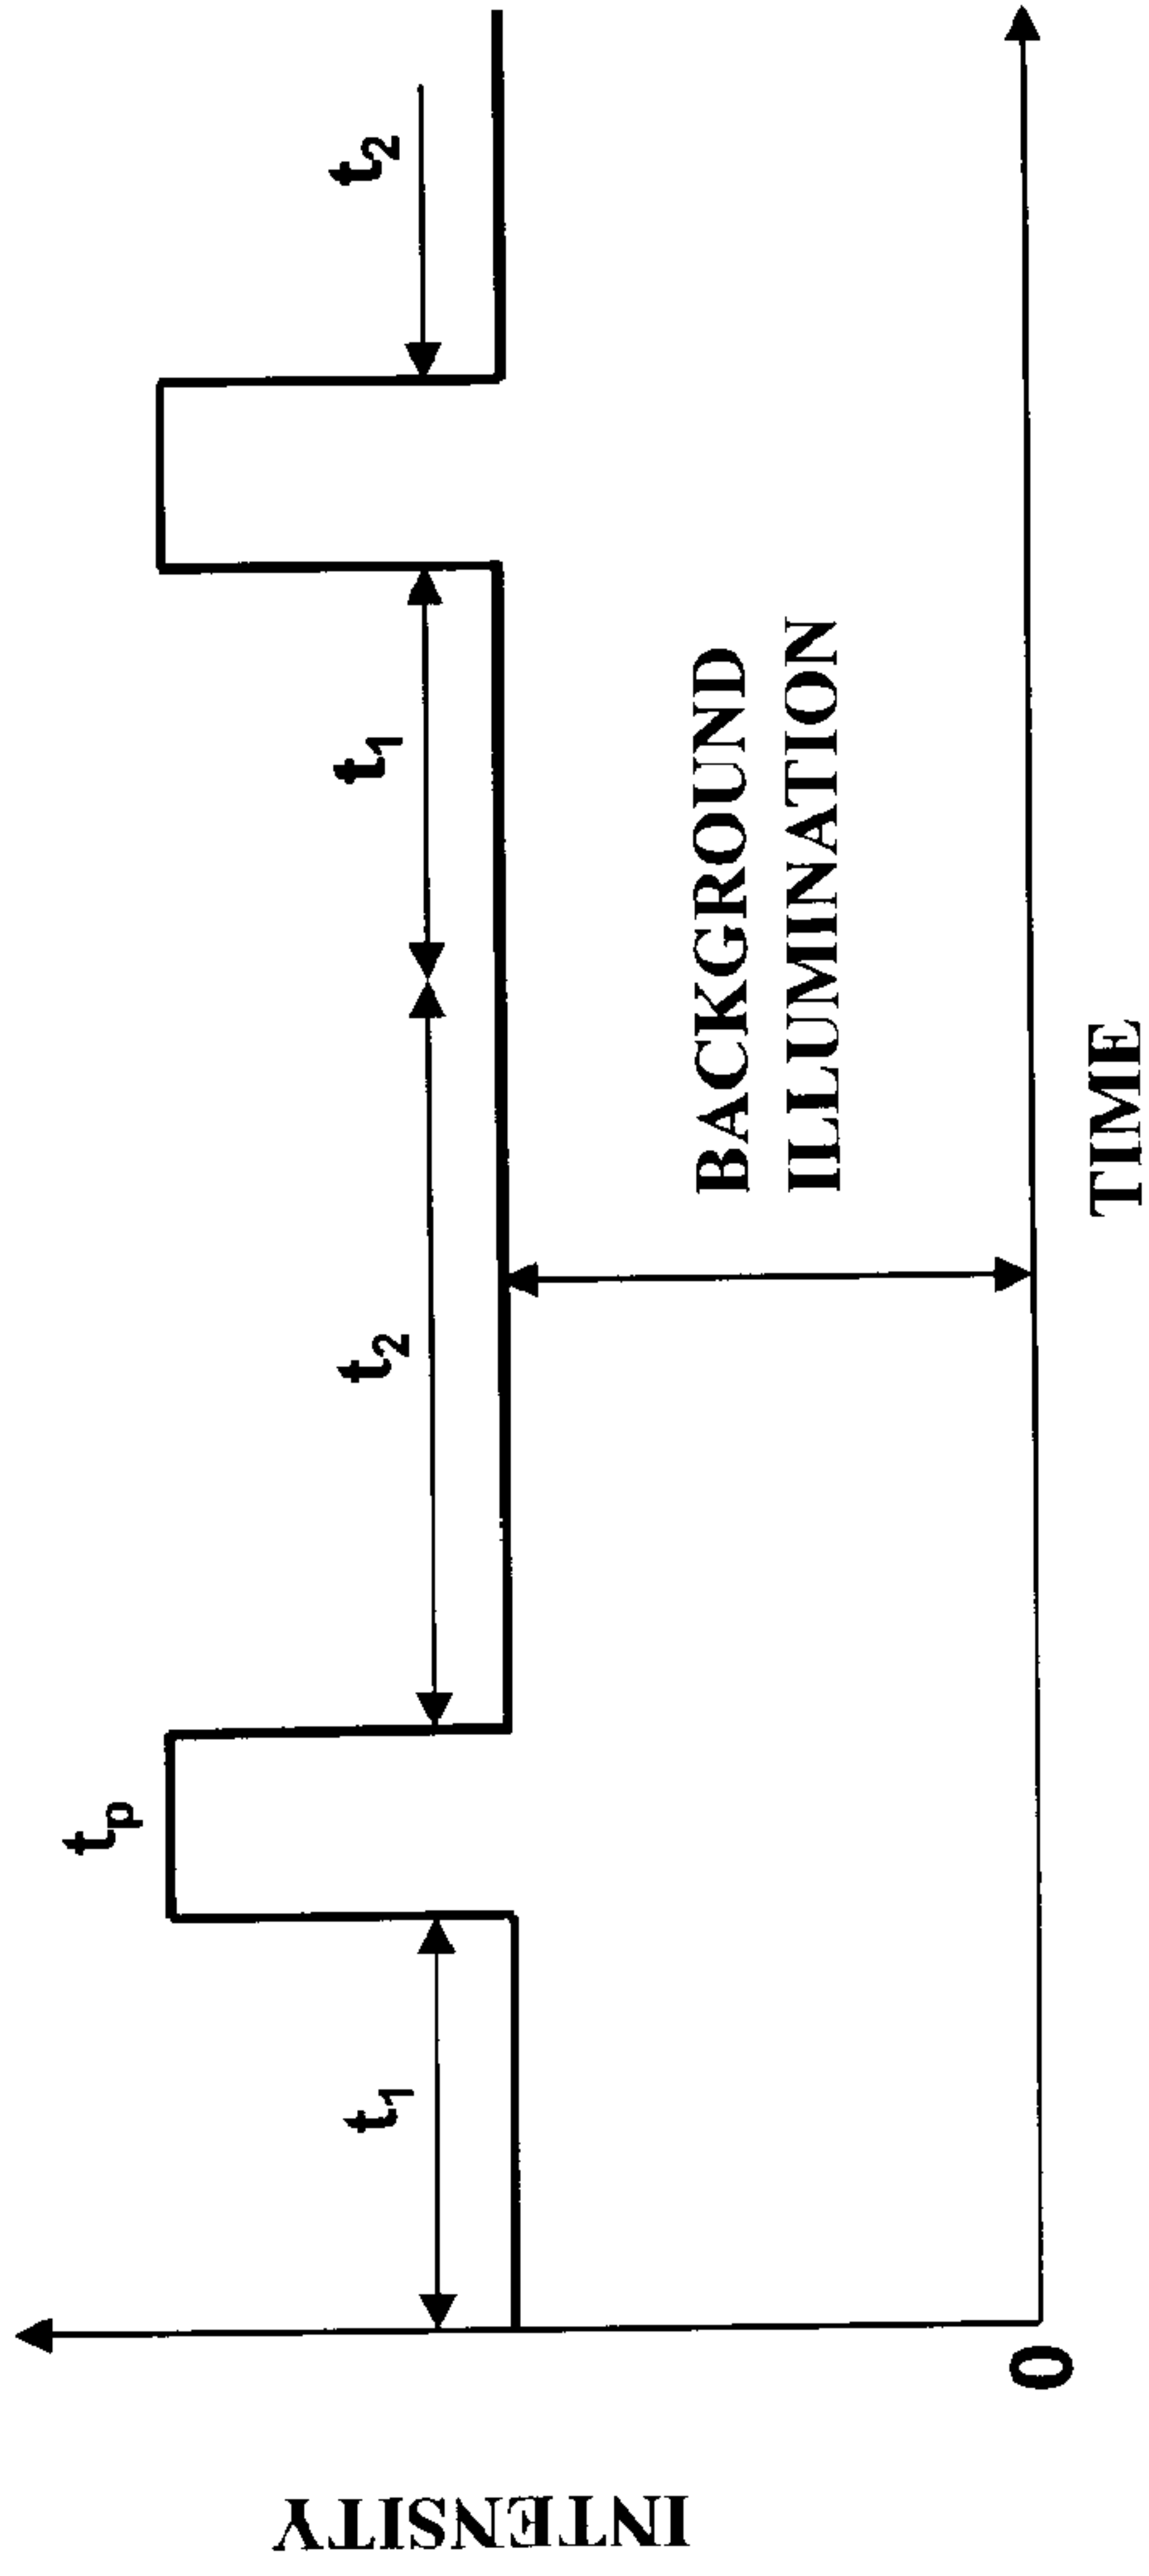 INTENSITY
tp
t1
t2
t1
t2
BACKGROUND
ILLUMINATION
0
TIME